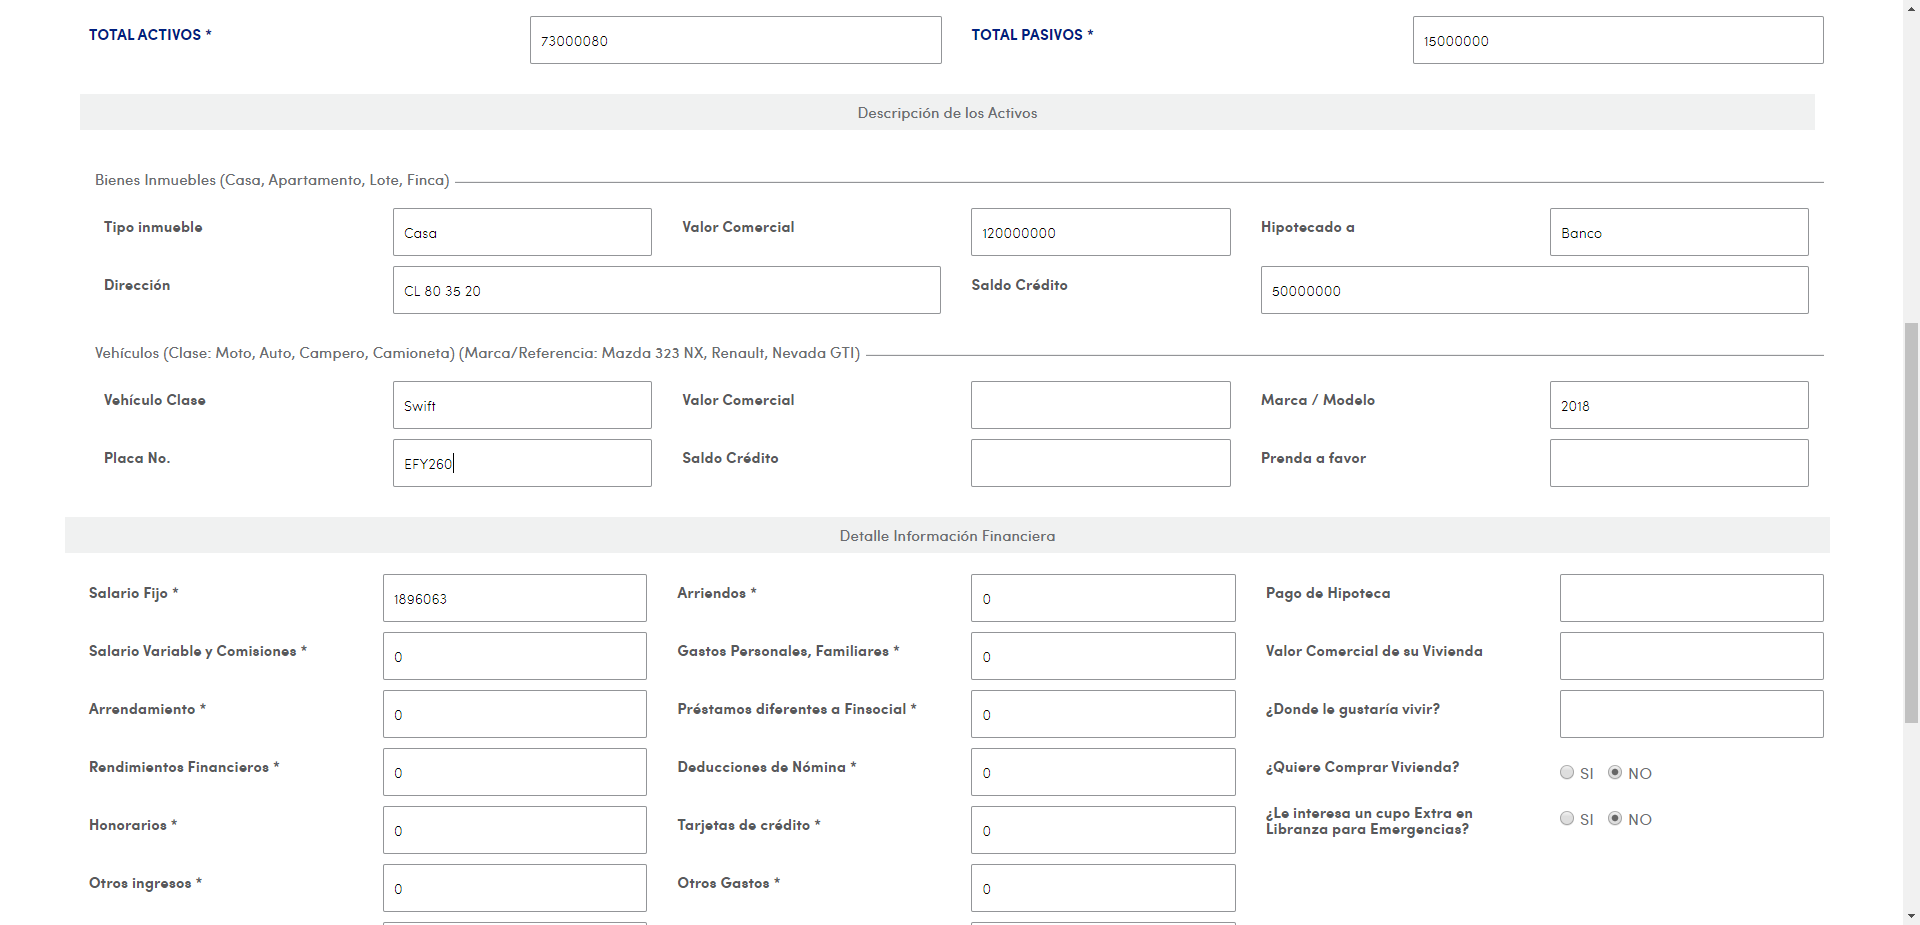 TOTAL ACTIVOS * 73000080 TOTAL PASIVOS * 15000000
Descripción de los Activos
Bienes Inmuebles (Casa, Apartamento, Lote, Finca)
Tipo inmueble Casa Valor Comercial 120000000 Hipotecado a Banco
Dirección CL 80 35 20 Saldo Crédito 50000000
Vehículos (Clase: Moto, Auto, Campero, Camioneta) (Marca/Referencia: Mazda 323 NX, Renault, Nevada GTI)
Vehículo Clase Swift Valor Comercial Marca / Modelo 2018
Placa No. EFY260 Saldo Crédito Prenda a favor
Detalle Información Financiera
Salario Fijo * 1896063 Arriendos * 0 Pago de Hipoteca
Salario Variable y Comisiones * 0 Gastos Personales, Familiares * 0 Valor Comercial de su Vivienda
Arrendamiento * 0 Préstamos diferentes a Finsocial * 0 ¿Donde le gustaría vivir?
Rendimientos Financieros * 0 Deducciones de Nómina * 0 ¿Quiere Comprar Vivienda? SI NO
Honorarios * 0 Tarjetas de crédito * 0 ¿Le interesa un cupo Extra en
Libranza para Emergencias? SI NO
Otros ingresos * 0 Otros Gastos * 0